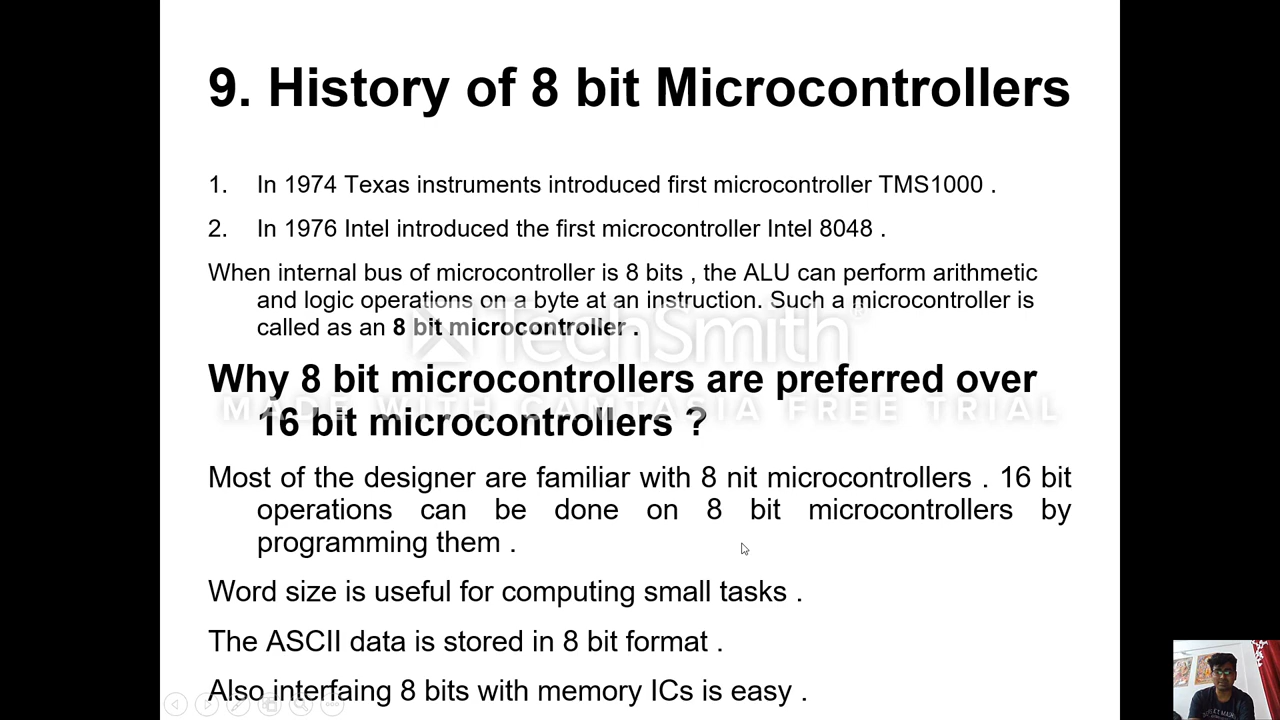 9. History of 8 bit Microcontrollers
1. In 1974 Texas instruments introduced first microcontroller TMS1000 .
2. In 1976 Intel introduced the first microcontroller Intel 8048 .
When internal bus of microcontroller is 8 bits , the ALU can perform arithmetic
and logic operations on a byte at an instruction. Such a microcontroller is
called as an 8 bit microcontroller .
TechSmith®
Why 8 bit microcontrollers are preferred over
MADE WITH CAMTASIA FREE TRIAL
16 bit microcontrollers ?
Most of the designer are familiar with 8 nit microcontrollers . 16 bit
operations can be done on 8 bit microcontrollers by
programming them .
Word size is useful for computing small tasks .
The ASCII data is stored in 8 bit format .
Also interfaing 8 bits with memory ICs is easy .